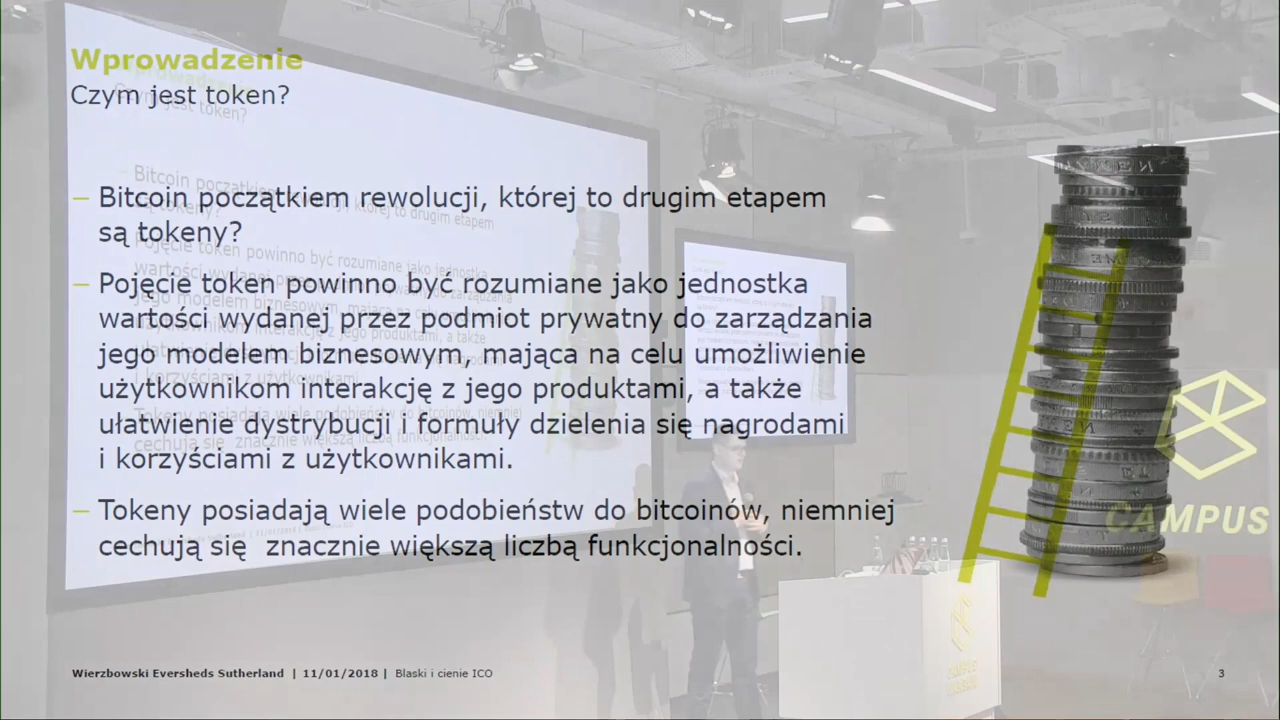 Wprowadzenie
Czym jest token?
– Bitcoin początkiem rewolucji, której to drugim etapem
są tokeny?
– Pojęcie token powinno być rozumiane jako jednostka
wartości wydanej przez podmiot prywatny do zarządzania
jego modelem biznesowym, mająca na celu umożliwienie
użytkownikom interakcję z jego produktami, a także
ułatwienie dystrybucji i formuły dzielenia się nagrodami
i korzyściami z użytkownikami.
– Tokeny posiadają wiele podobieństw do bitcoinów, niemniej
cechują się  znacznie większą liczbą funkcjonalności.
CAMPUS
Wierzbowski Eversheds Sutherland | 11/01/2018 | Blaski i cienie ICO
3